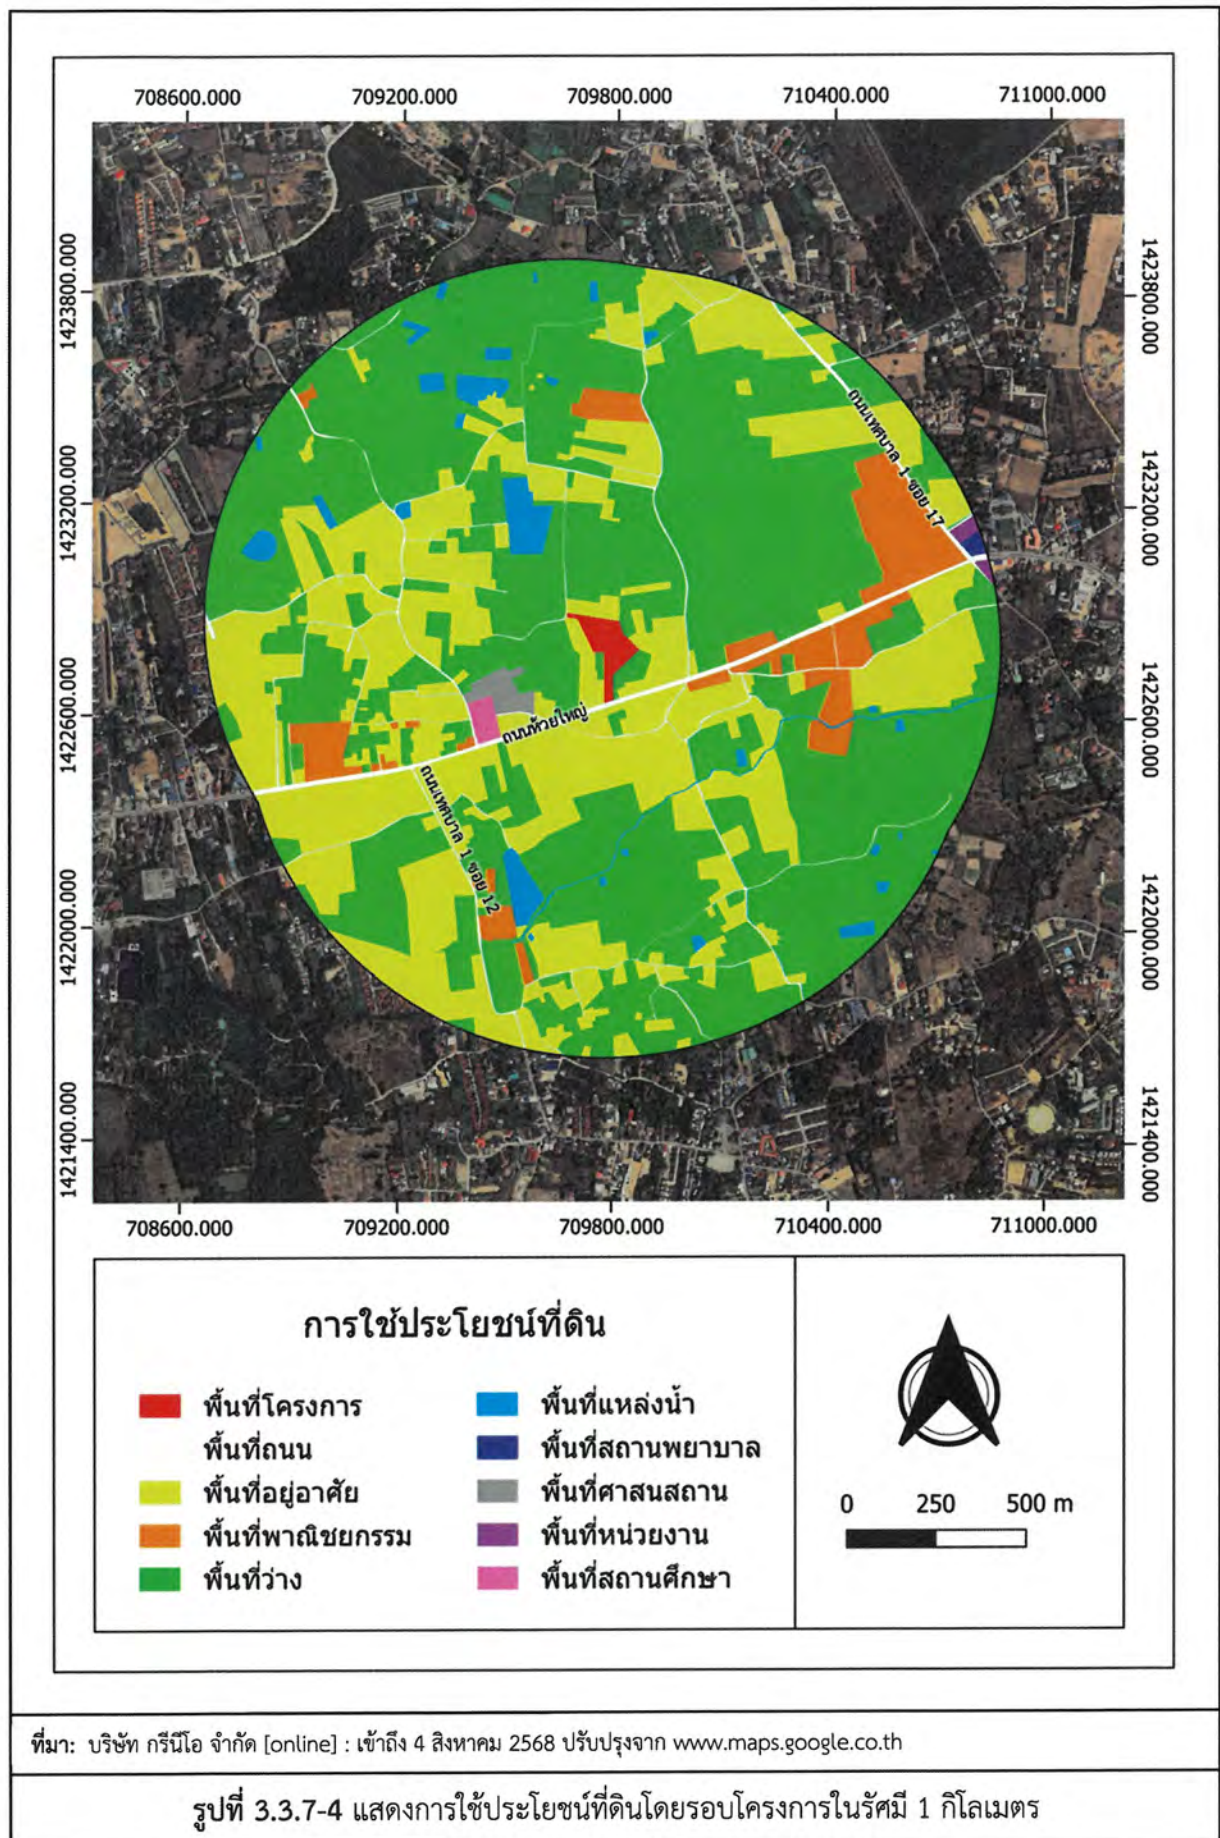 708600.000 709200.000 709800.000 710400.000 711000.000
1423800.000
1423200.000
1422600.000
1422000.000
1421400.000
1423800.000
1423200.000
1422600.000
1422000.000
1421400.000
ถนนเทศบาล 1 ซอย 17
ถนนห้วยใหญ่
ถนนเทศบาล 1 ซอย 12
708600.000 709200.000 709800.000 710400.000 711000.000
การใช้ประโยชน์ที่ดิน
พื้นที่โครงการ
พื้นที่ถนน
พื้นที่อยู่อาศัย
พื้นที่พาณิชยกรรม
พื้นที่ว่าง
พื้นที่แหล่งน้ำ
พื้นที่สถานพยาบาล
พื้นที่ศาสนสถาน
พื้นที่หน่วยงาน
พื้นที่สถานศึกษา
0 250 500 m
ที่มา: บริษัท กรีนีโอ จำกัด [online] : เข้าถึง 4 สิงหาคม 2568 ปรับปรุงจาก www.maps.google.co.th
รูปที่ 3.3.7-4 แสดงการใช้ประโยชน์ที่ดินโดยรอบโครงการในรัศมี 1 กิโลเมตร